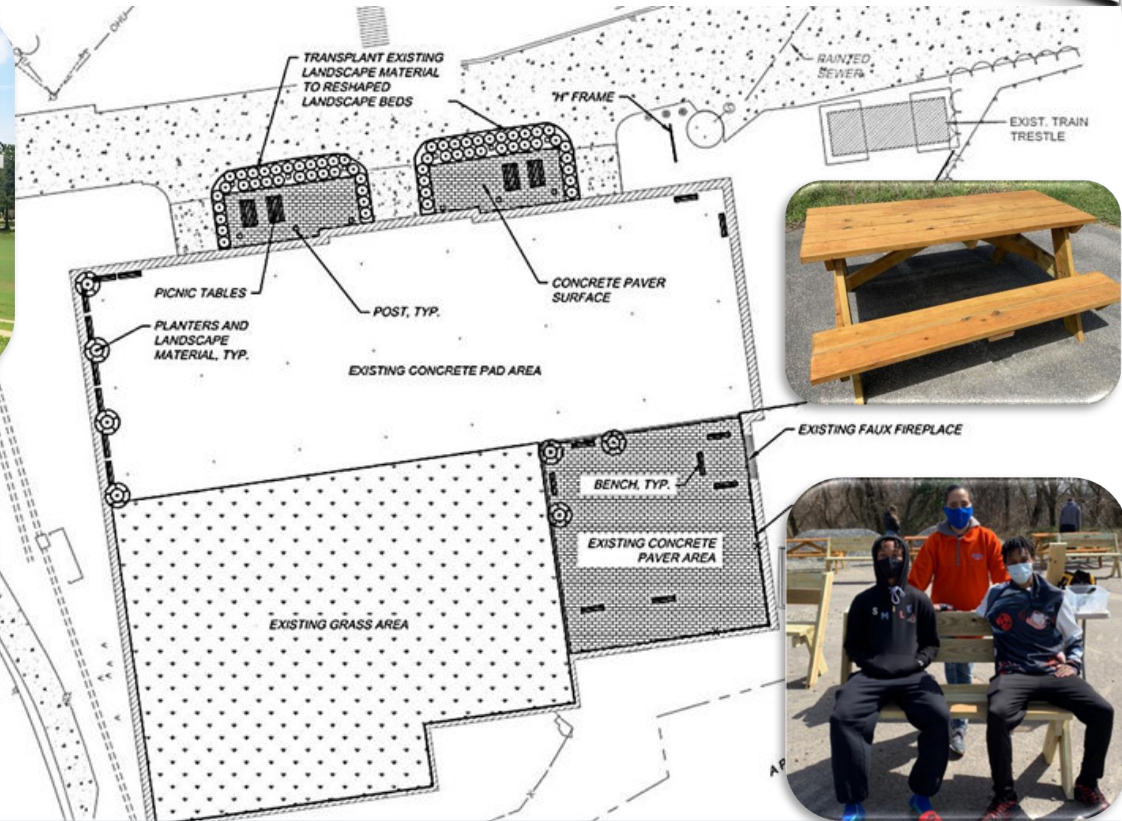 OHU
TRANSPLANT EXISTING
LANDSCAPE MATERIAL
TO RESHAPED
LANDSCAPE BEDS
"H" FRAME
RAINTED
SEWER
S
EXIST. TRAIN
TRESTLE
PICNIC TABLES
POST, TYP.
CONCRETE PAVER
SURFACE
PLANTERS AND
LANDSCAPE
MATERIAL, TYP.
EXISTING CONCRETE PAD AREA
EXISTING FAUX FIREPLACE
BENCH, TYP.
EXISTING CONCRETE
PAVER AREA
EXISTING GRASS AREA